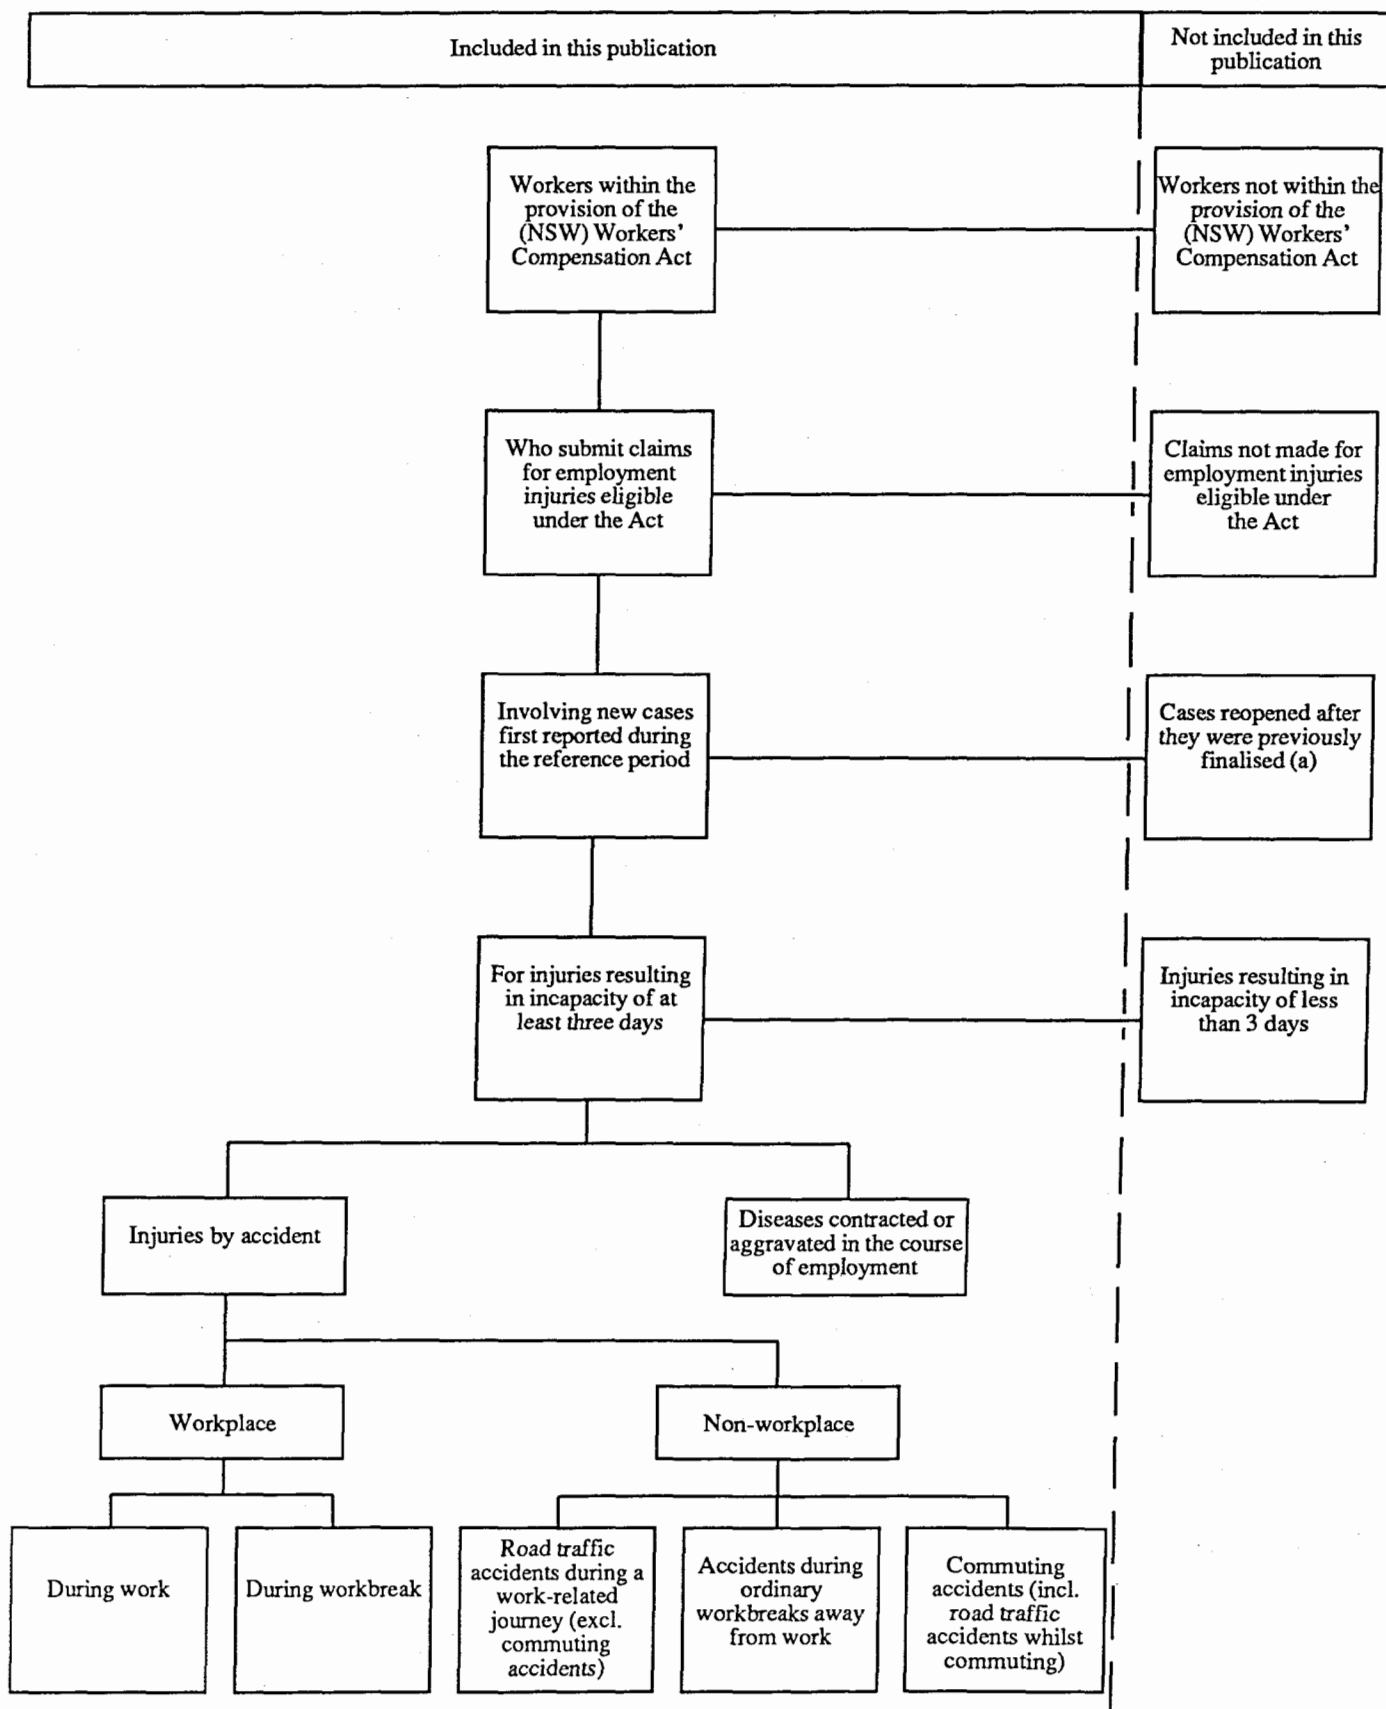 Included in this publication
Not included in this
publication
Workers within the
provision of the
(NSW) Workers'
Compensation Act
Workers not within the
provision of the
(NSW) Workers'
Compensation Act
Who submit claims
for employment
injuries eligible
under the Act
Claims not made for
employment injuries
eligible under
the Act
Involving new cases
first reported during
the reference period
Cases reopened after
they were previously
finalised (a)
For injuries resulting
in incapacity of at
least three days
Injuries resulting in
incapacity of less
than 3 days
Injuries by accident
Diseases contracted or
aggravated in the course
of employment
Workplace
Non-workplace
During work
During workbreak
Road traffic
accidents during a
work-related
journey (excl.
commuting
accidents)
Accidents during
ordinary
workbreaks away
from work
Commuting
accidents (incl.
road traffic
accidents whilst
commuting)